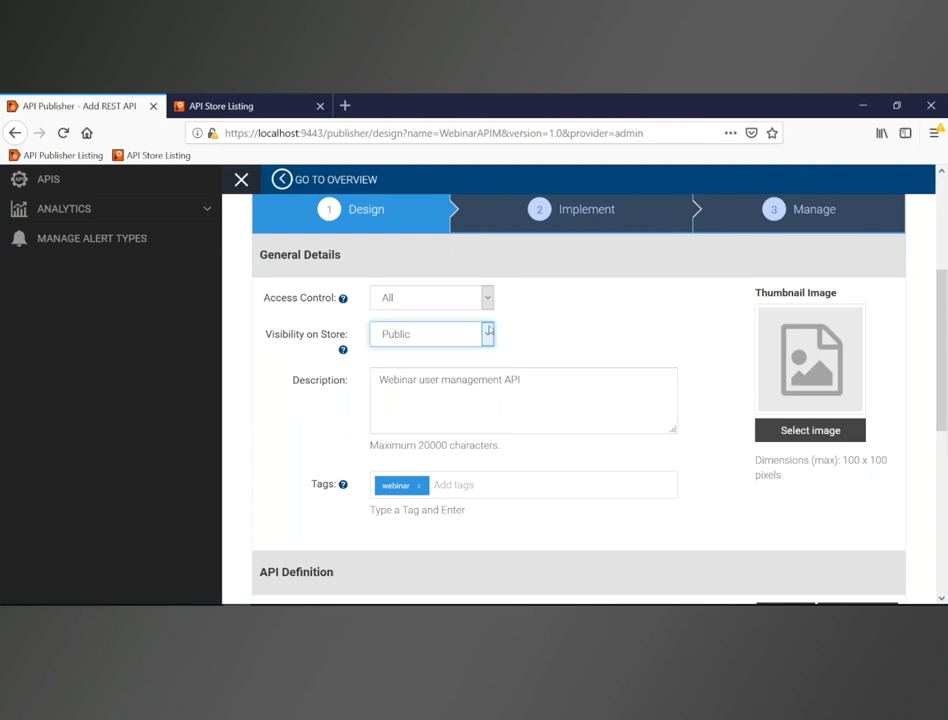 API Publisher - Add REST API
API Store Listing
https://localhost:9443/publisher/design?name=WebinarAPIM&version=1.0&provider=admin
API Publisher Listing
API Store Listing
APIS
GO TO OVERVIEW
ANALYTICS
MANAGE ALERT TYPES
1 Design
2 Implement
3 Manage
General Details
Access Control:
All
Visibility on Store:
Public
Description:
Webinar user management API
Maximum 20000 characters.
Tags:
webinar x
Add tags
Type a Tag and Enter
Thumbnail Image
Select image
Dimensions (max): 100 x 100
pixels
API Definition